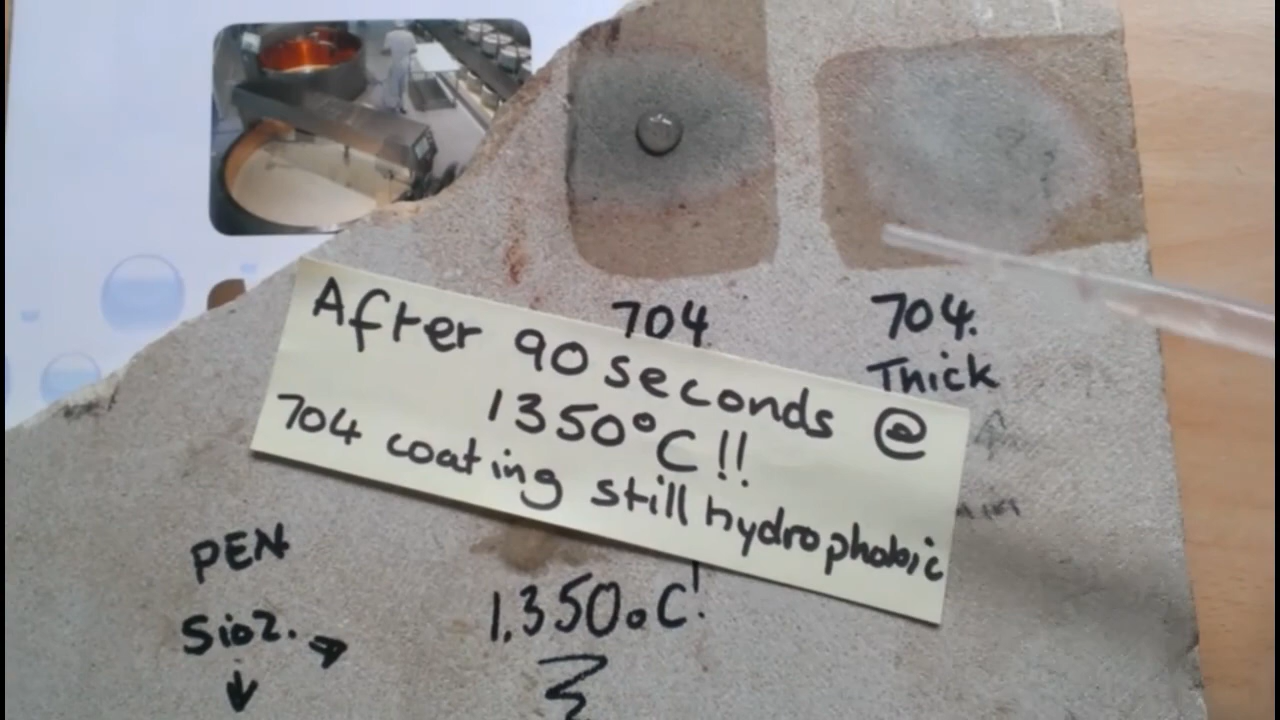 704
704.
Thick
After 90 seconds @
1350°C!!
704 coating still hydrophobic
PEN
Sio2.
1,350°C!